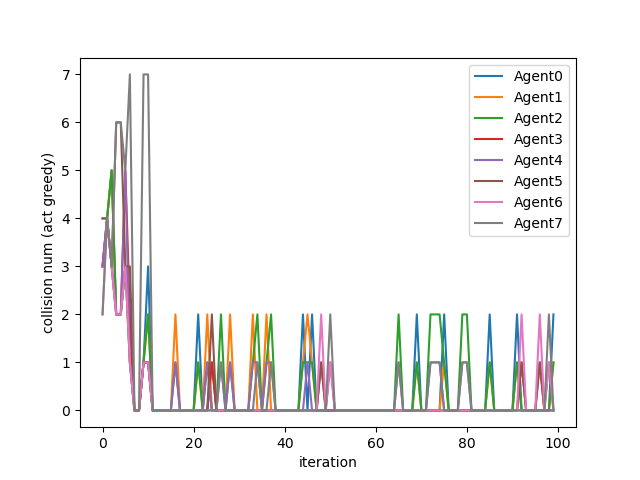 7
6
5
4
3
2
1
0
collision num (act greedy)
0 20 40 60 80 100
iteration
Agent0
Agent1
Agent2
Agent3
Agent4
Agent5
Agent6
Agent7